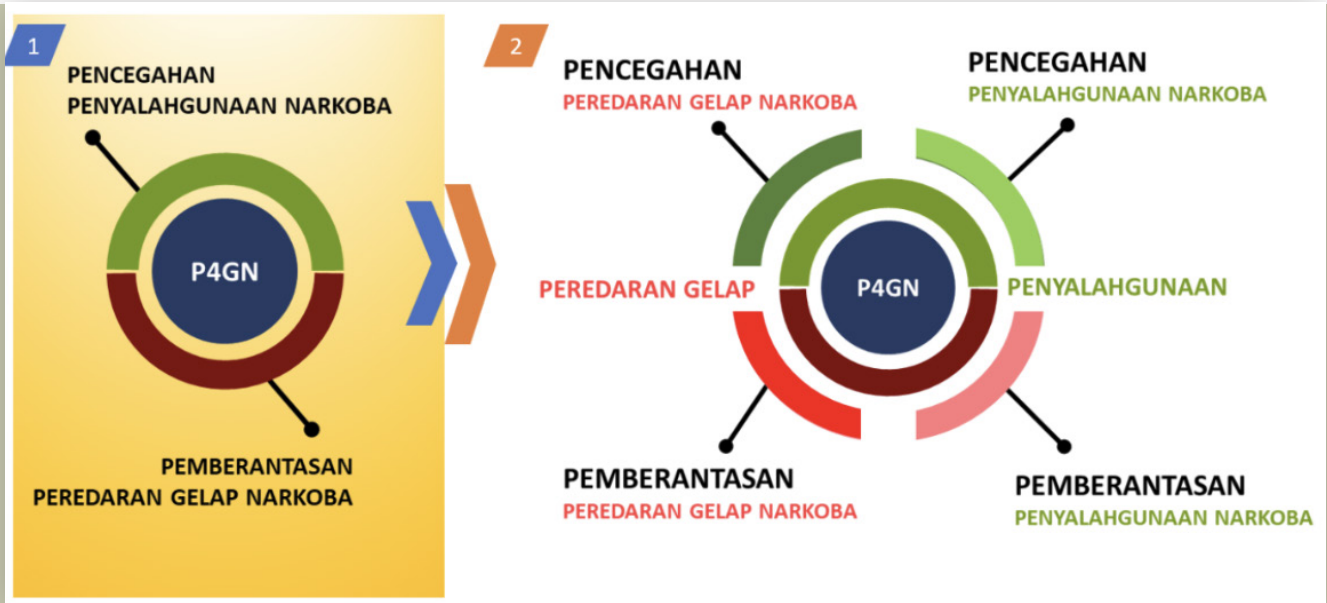 1
PENCEGAHAN
PENYALAHGUNAAN NARKOBA
P4GN
PEMBERANTASAN
PEREDARAN GELAP NARKOBA
2
PENCEGAHAN
PEREDARAN GELAP NARKOBA
PENCEGAHAN
PENYALAHGUNAAN NARKOBA
PEREDARAN GELAP
P4GN
PENYALAHGUNAAN
PEMBERANTASAN
PEREDARAN GELAP NARKOBA
PEMBERANTASAN
PENYALAHGUNAAN NARKOBA